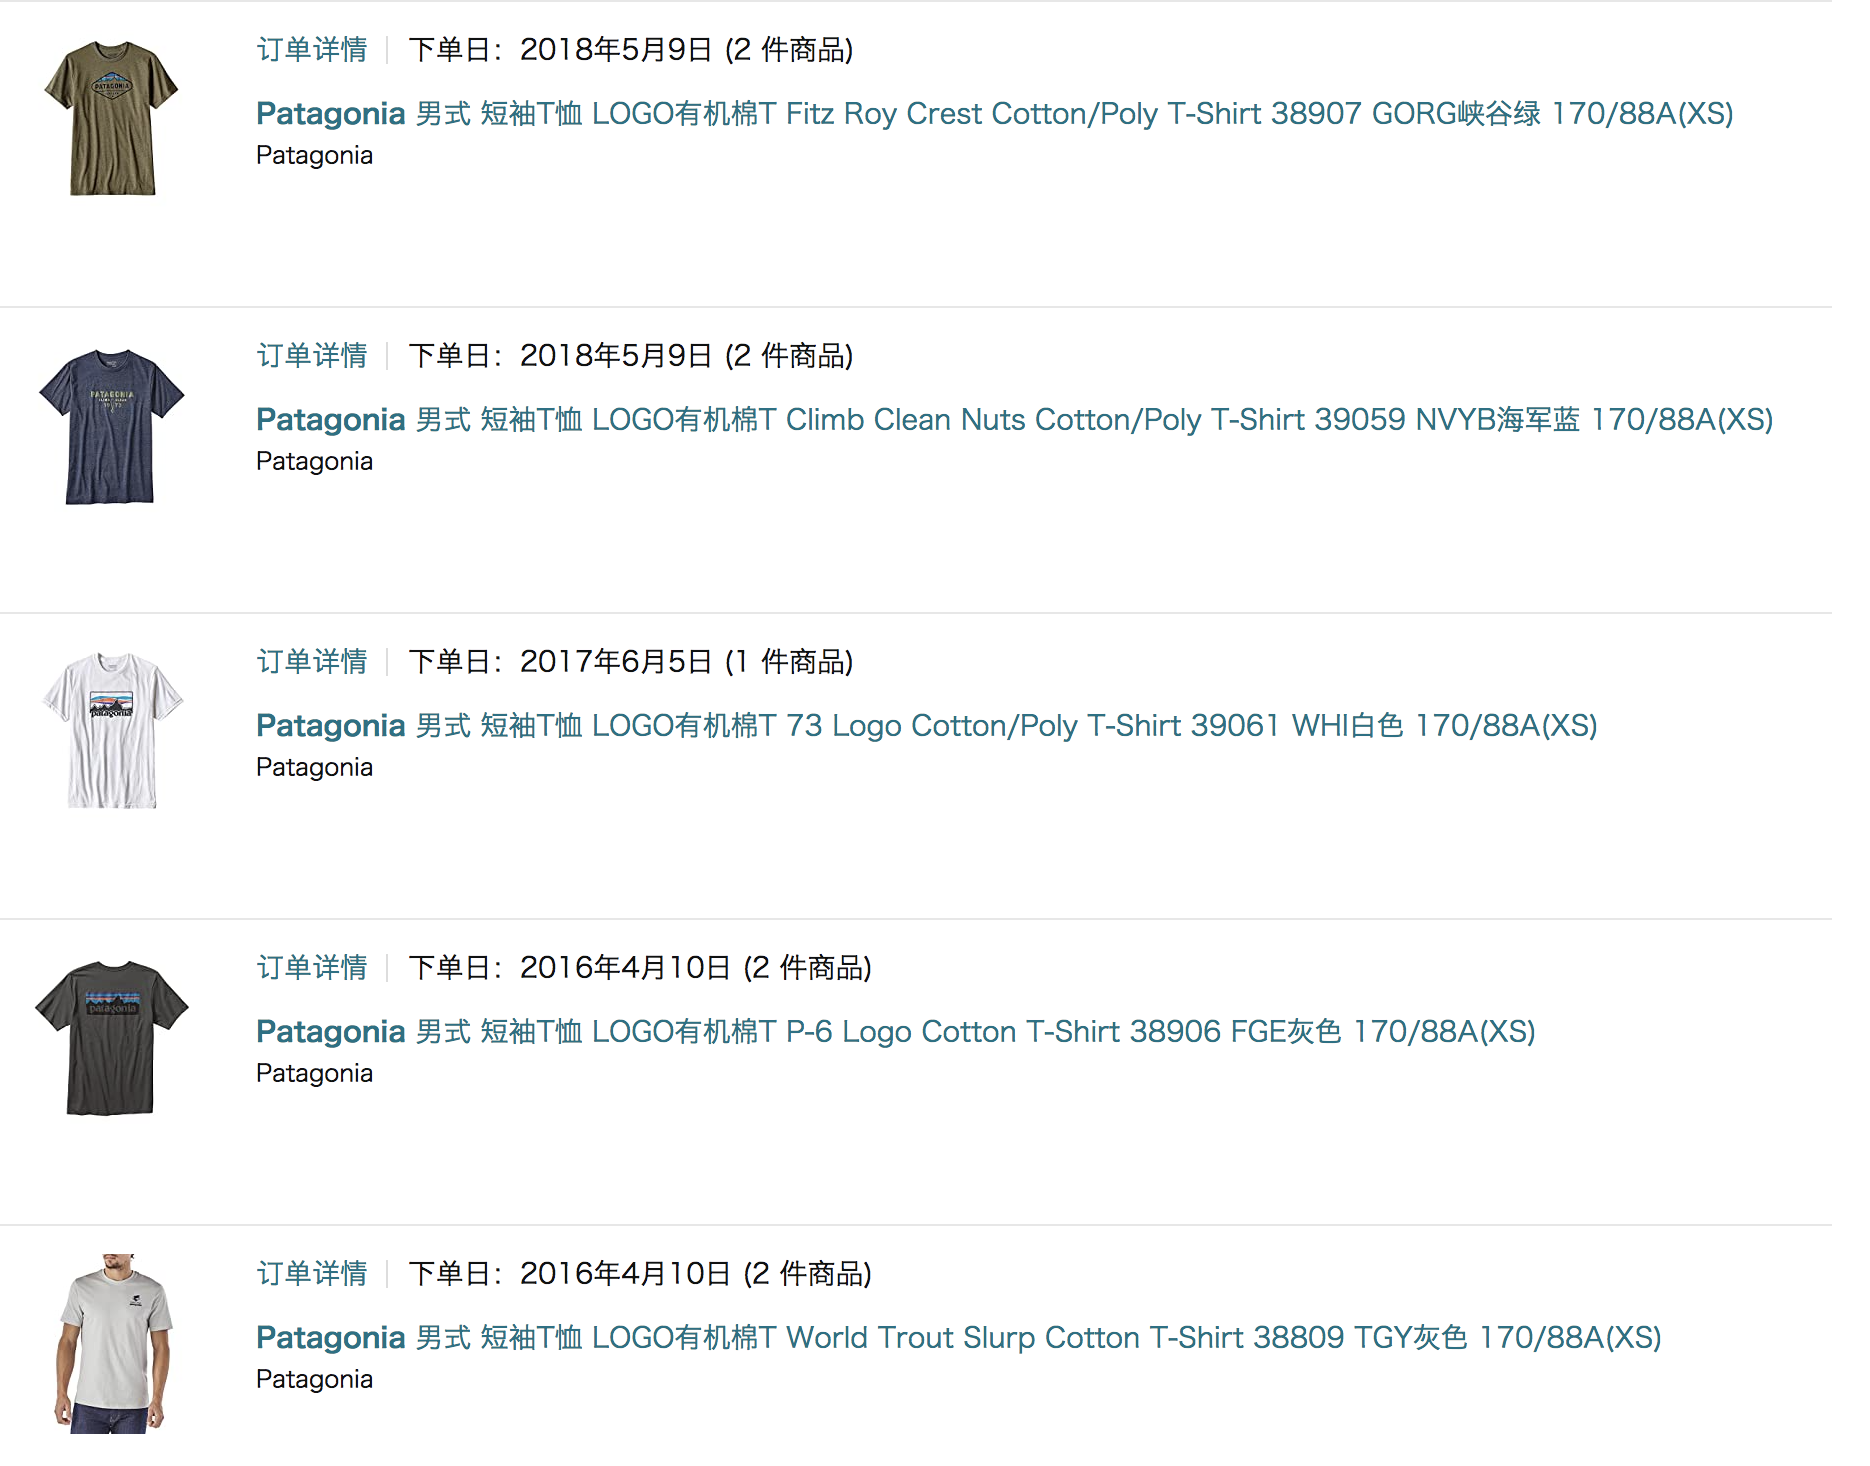 订单详情 | 下单日： 2018年5月9日 (2 件商品)
PATAGONIA
Patagonia 男式 短袖T恤 LOGO有机棉T Fitz Roy Crest Cotton/Poly T-Shirt 38907 GORG峡谷绿 170/88A(XS)
Patagonia
订单详情 | 下单日： 2018年5月9日 (2 件商品)
PATAGONIA
Patagonia 男式 短袖T恤 LOGO有机棉T Climb Clean Nuts Cotton/Poly T-Shirt 39059 NVYB海军蓝 170/88A(XS)
Patagonia
订单详情 | 下单日： 2017年6月5日 (1 件商品)
patagonia
Patagonia 男式 短袖T恤 LOGO有机棉T 73 Logo Cotton/Poly T-Shirt 39061 WHI白色 170/88A(XS)
Patagonia
订单详情 | 下单日： 2016年4月10日 (2 件商品)
patagonia
Patagonia 男式 短袖T恤 LOGO有机棉T P-6 Logo Cotton T-Shirt 38906 FGE灰色 170/88A(XS)
Patagonia
订单详情 | 下单日： 2016年4月10日 (2 件商品)
Patagonia 男式 短袖T恤 LOGO有机棉T World Trout Slurp Cotton T-Shirt 38809 TGY灰色 170/88A(XS)
Patagonia